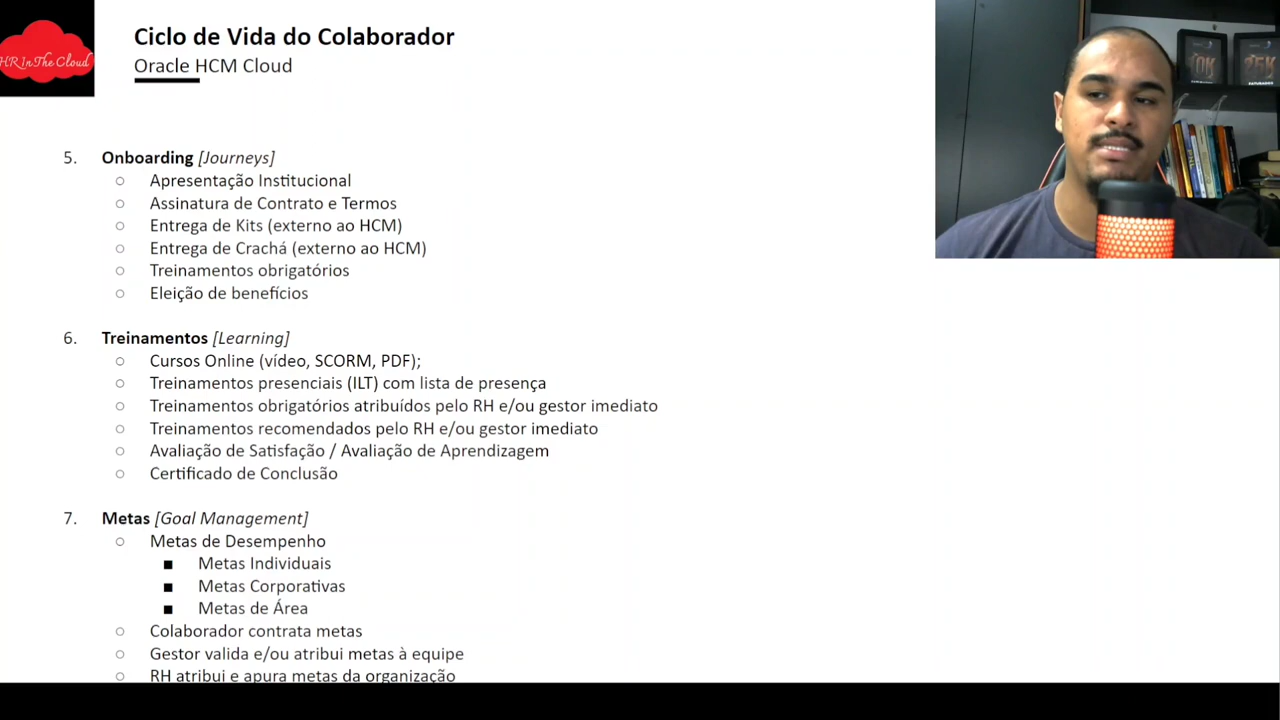 HR In The Cloud
Ciclo de Vida do Colaborador
Oracle HCM Cloud
10K
25K
5. Onboarding [Journeys]
○ Apresentação Institucional
○ Assinatura de Contrato e Termos
○ Entrega de Kits (externo ao HCM)
○ Entrega de Crachá (externo ao HCM)
○ Treinamentos obrigatórios
○ Eleição de benefícios
6. Treinamentos [Learning]
○ Cursos Online (vídeo, SCORM, PDF);
○ Treinamentos presenciais (ILT) com lista de presença
○ Treinamentos obrigatórios atribuídos pelo RH e/ou gestor imediato
○ Treinamentos recomendados pelo RH e/ou gestor imediato
○ Avaliação de Satisfação / Avaliação de Aprendizagem
○ Certificado de Conclusão
7. Metas [Goal Management]
○ Metas de Desempenho
■ Metas Individuais
■ Metas Corporativas
■ Metas de Área
○ Colaborador contrata metas
○ Gestor valida e/ou atribui metas à equipe
○ RH atribui e apura metas da organização